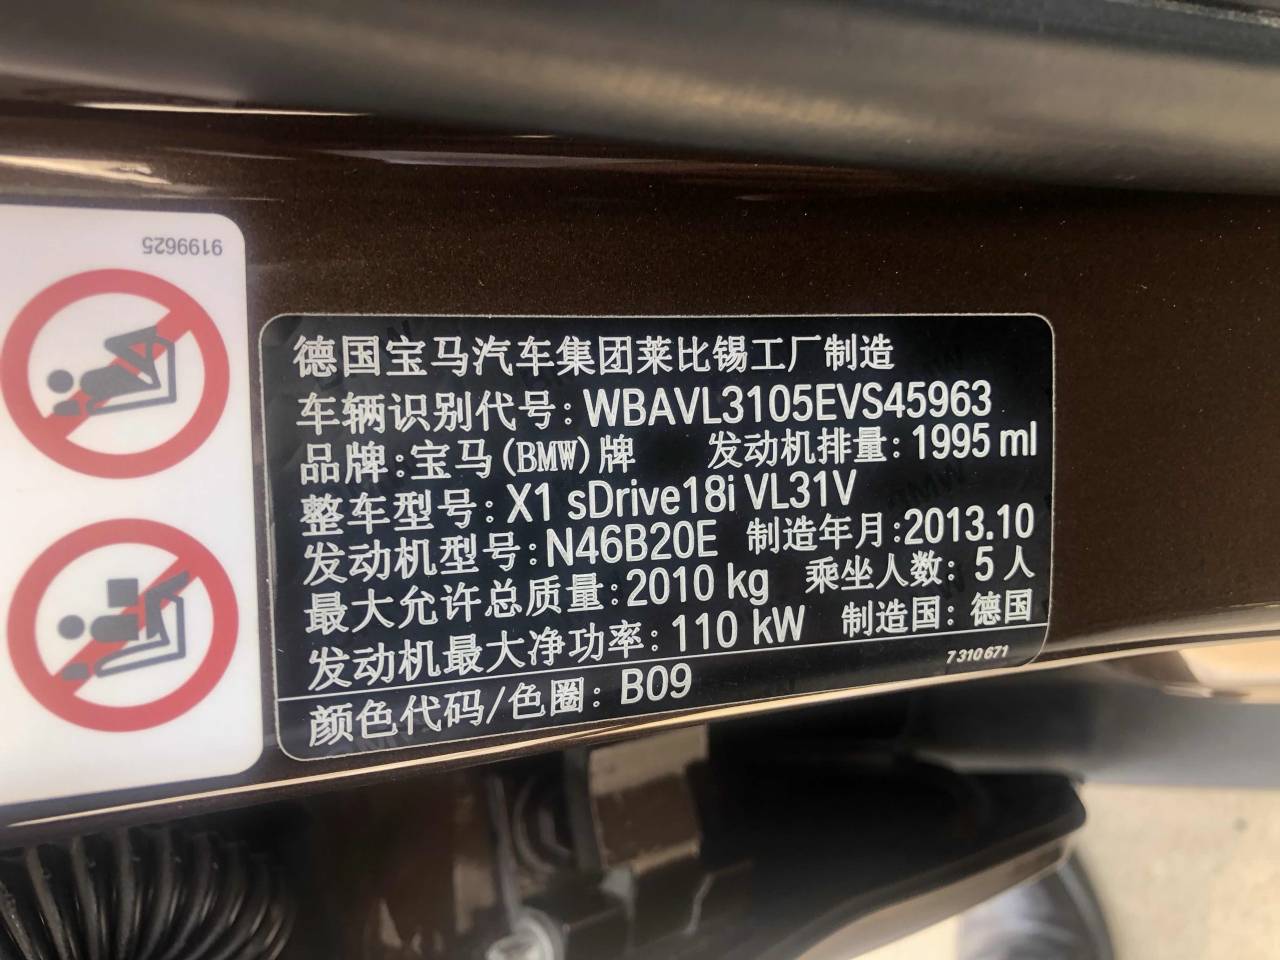 9199625
德国宝马汽车集团莱比锡工厂制造
车辆识别代号: WBAVL3105EVS45963
品牌:宝马(BMW)牌 发动机排量: 1995 ml
整车型号: X1 sDrive18i VL31V
发动机型号: N46B20E 制造年月:2013.10
最大允许总质量: 2010 kg 乘坐人数: 5 人
发动机最大净功率: 110 kW 制造国: 德国
7 310 671
颜色代码/色圈: B09